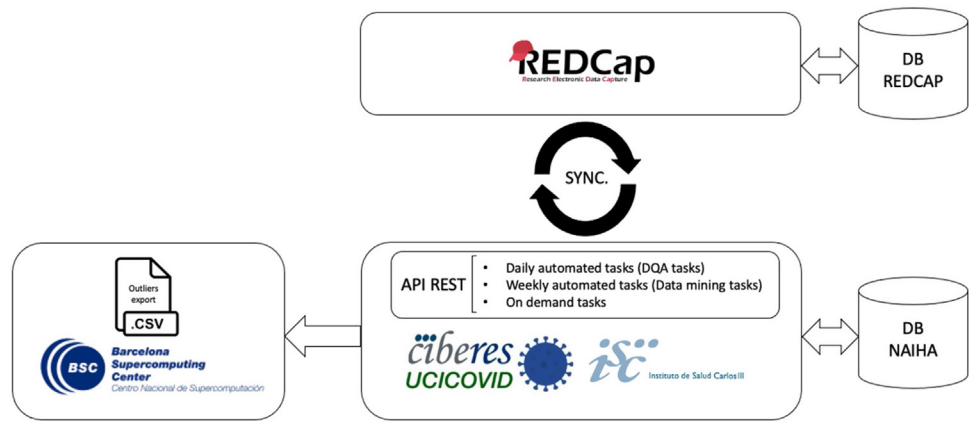 REDCap
Research Electronic Data Capture
DB
REDCAP
SYNC.
API REST
• Daily automated tasks (DQA tasks)
• Weekly automated tasks (Data mining tasks)
• On demand tasks
ciberes
UCICOVID
isc
Instituto de Salud Carlos III
DB
NAIHA
Outliers
export
.CSV
BSC
Barcelona
Supercomputing
Center
Centro Nacional de Supercomputación